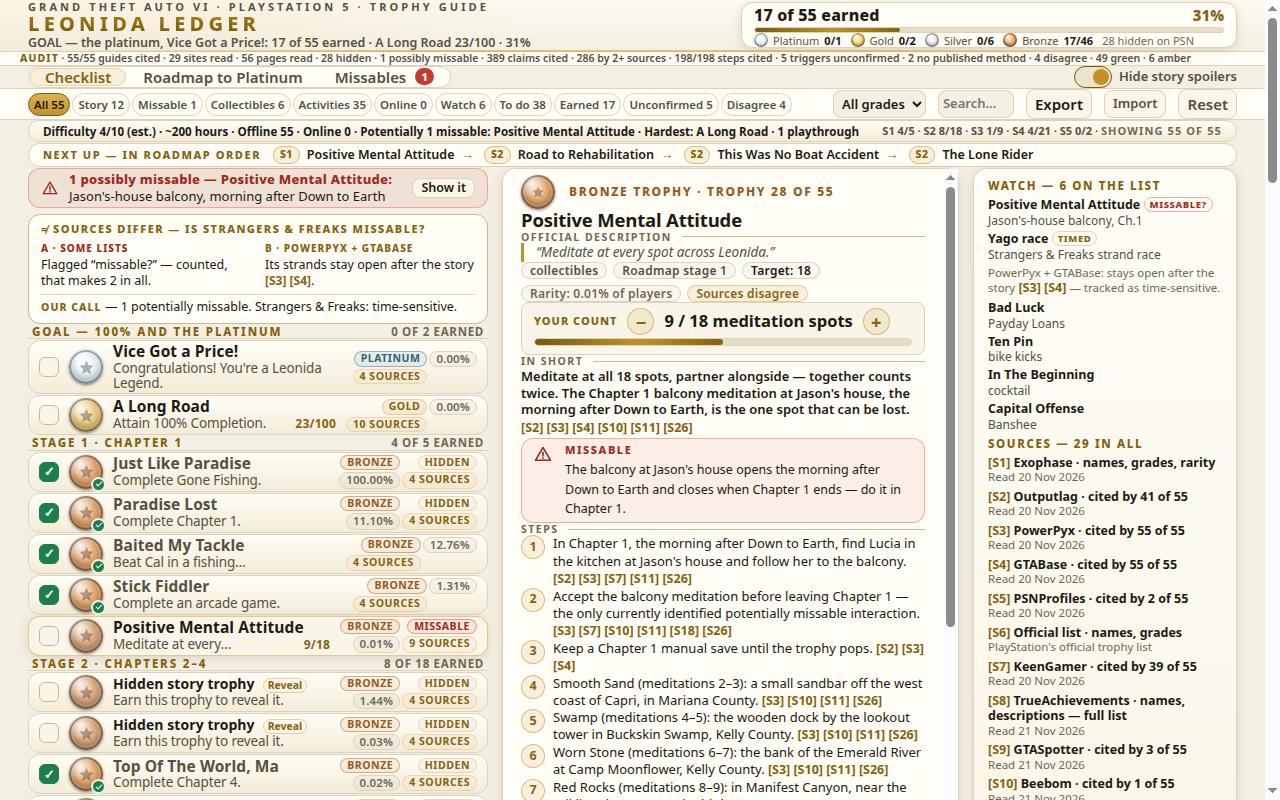 GRAND THEFT AUTO VI · PLAYSTATION 5 · TROPHY GUIDE
LEONIDA LEDGER
GOAL — the platinum, Vice Got a Price!: 17 of 55 earned · A Long Road 23/100 · 31%
17 of 55 earned 31%
Platinum 0/1 Gold 0/2 Silver 0/6 Bronze 17/46 28 hidden on PSN
AUDIT · 55/55 guides cited · 29 sites read · 56 pages read · 28 hidden · 1 possibly missable · 389 claims cited · 286 by 2+ sources · 198/198 steps cited · 5 triggers unconfirmed · 2 no published method · 4 disagree · 49 green · 6 amber
Checklist Roadmap to Platinum Missables 1
Hide story spoilers
All 55 Story 12 Missable 1 Collectibles 6 Activities 35 Online 0 Watch 6 To do 38 Earned 17 Unconfirmed 5 Disagree 4
All grades Search... Export Import Reset
Difficulty 4/10 (est.) · ~200 hours · Offline 55 · Online 0 · Potentially 1 missable: Positive Mental Attitude · Hardest: A Long Road · 1 playthrough
S1 4/5 · S2 8/18 · S3 1/9 · S4 4/21 · S5 0/2 · SHOWING 55 OF 55
NEXT UP — IN ROADMAP ORDER S1 Positive Mental Attitude → S2 Road to Rehabilitation → S2 This Was No Boat Accident → S2 The Lone Rider
1 possibly missable — Positive Mental Attitude:
Jason's-house balcony, morning after Down to Earth
Show it
≉ SOURCES DIFFER — IS STRANGERS & FREAKS MISSABLE?
A · SOME LISTS
Flagged “missable?” — counted,
that makes 2 in all.
B · POWERPYX + GTABASE
Its strands stay open after the story
[S3] [S4].
OUR CALL — 1 potentially missable. Strangers & Freaks: time-sensitive.
GOAL — 100% AND THE PLATINUM 0 OF 2 EARNED
Vice Got a Price!
Congratulations! You're a Leonida
Legend.
PLATINUM 0.00%
4 SOURCES
A Long Road
Attain 100% Completion. 23/100
GOLD 0.00%
10 SOURCES
STAGE 1 · CHAPTER 1 4 OF 5 EARNED
Just Like Paradise
Complete Gone Fishing.
BRONZE HIDDEN
100.00% 4 SOURCES
Paradise Lost
Complete Chapter 1.
BRONZE HIDDEN
11.10% 4 SOURCES
Baited My Tackle
Beat Cal in a fishing...
BRONZE 12.76%
4 SOURCES
Stick Fiddler
Complete an arcade game.
BRONZE 1.31%
4 SOURCES
Positive Mental Attitude
Meditate at every... 9/18
BRONZE MISSABLE
0.01% 9 SOURCES
STAGE 2 · CHAPTERS 2–4 8 OF 18 EARNED
Hidden story trophy Reveal
Earn this trophy to reveal it.
BRONZE HIDDEN
1.44% 4 SOURCES
Hidden story trophy Reveal
Earn this trophy to reveal it.
BRONZE HIDDEN
0.03% 4 SOURCES
Top Of The World, Ma
Complete Chapter 4.
BRONZE HIDDEN
0.02% 4 SOURCES
BRONZE TROPHY · TROPHY 28 OF 55
Positive Mental Attitude
OFFICIAL DESCRIPTION
“Meditate at every spot across Leonida.”
collectibles Roadmap stage 1 Target: 18
Rarity: 0.01% of players Sources disagree
YOUR COUNT − 9 / 18 meditation spots +
IN SHORT
Meditate at all 18 spots, partner alongside — together counts
twice. The Chapter 1 balcony meditation at Jason's house, the
morning after Down to Earth, is the one spot that can be lost.
[S2] [S3] [S4] [S10] [S11] [S26]
MISSABLE
The balcony at Jason's house opens the morning after
Down to Earth and closes when Chapter 1 ends — do it in
Chapter 1.
STEPS
1 In Chapter 1, the morning after Down to Earth, find Lucia in
the kitchen at Jason's house and follow her to the balcony.
[S2] [S3] [S7] [S11] [S26]
2 Accept the balcony meditation before leaving Chapter 1 —
the only currently identified potentially missable interaction.
[S3] [S7] [S10] [S11] [S18] [S26]
3 Keep a Chapter 1 manual save until the trophy pops. [S2] [S3]
[S4]
4 Smooth Sand (meditations 2–3): a small sandbar off the west
coast of Capri, in Mariana County. [S3] [S10] [S11] [S26]
5 Swamp (meditations 4–5): the wooden dock by the lookout
tower in Buckskin Swamp, Kelly County. [S3] [S10] [S11] [S26]
6 Worn Stone (meditations 6–7): the bank of the Emerald River
at Camp Moonflower, Kelly County. [S3] [S10] [S11] [S26]
7 Red Rocks (meditations 8–9): in Manifest Canyon, near the
WATCH — 6 ON THE LIST
Positive Mental Attitude MISSABLE?
Jason's-house balcony, Ch.1
Yago race TIMED
Strangers & Freaks strand race
PowerPyx + GTABase: stays open after the
story [S3] [S4] — tracked as time-sensitive.
Bad Luck
Payday Loans
Ten Pin
bike kicks
In The Beginning
cocktail
Capital Offense
Banshee
SOURCES — 29 IN ALL
[S1] Exophase · names, grades, rarity
Read 20 Nov 2026
[S2] Outputlag · cited by 41 of 55
Read 20 Nov 2026
[S3] PowerPyx · cited by 55 of 55
Read 20 Nov 2026
[S4] GTABase · cited by 55 of 55
Read 20 Nov 2026
[S5] PSNProfiles · cited by 2 of 55
Read 20 Nov 2026
[S6] Official list · names, grades
PlayStation's official trophy list
[S7] KeenGamer · cited by 39 of 55
Read 20 Nov 2026
[S8] TrueAchievements · names,
descriptions — full list
Read 21 Nov 2026
[S9] GTASpotter · cited by 3 of 55
Read 21 Nov 2026
[S10] Beebom · cited by 1 of 55
Read 21 Nov 2026